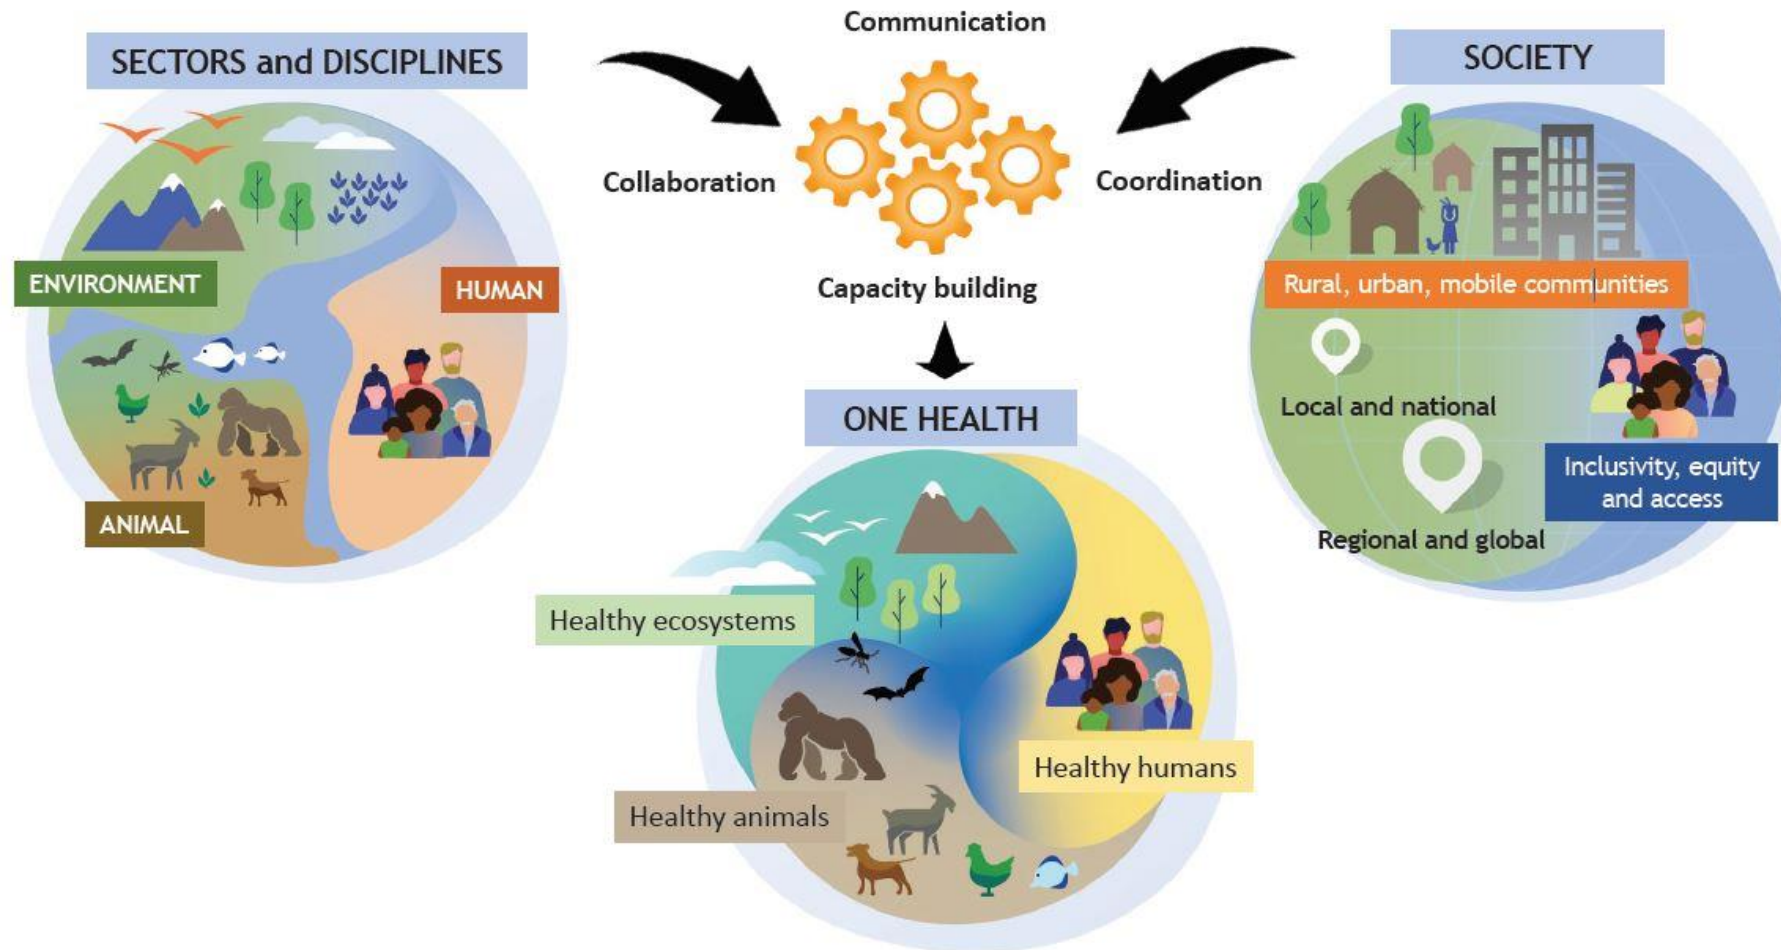 SECTORS and DISCIPLINES
ENVIRONMENT
HUMAN
ANIMAL
Communication
Collaboration
Coordination
Capacity building
SOCIETY
Rural, urban, mobile communities
Local and national
Inclusivity, equity
and access
Regional and global
ONE HEALTH
Healthy ecosystems
Healthy humans
Healthy animals